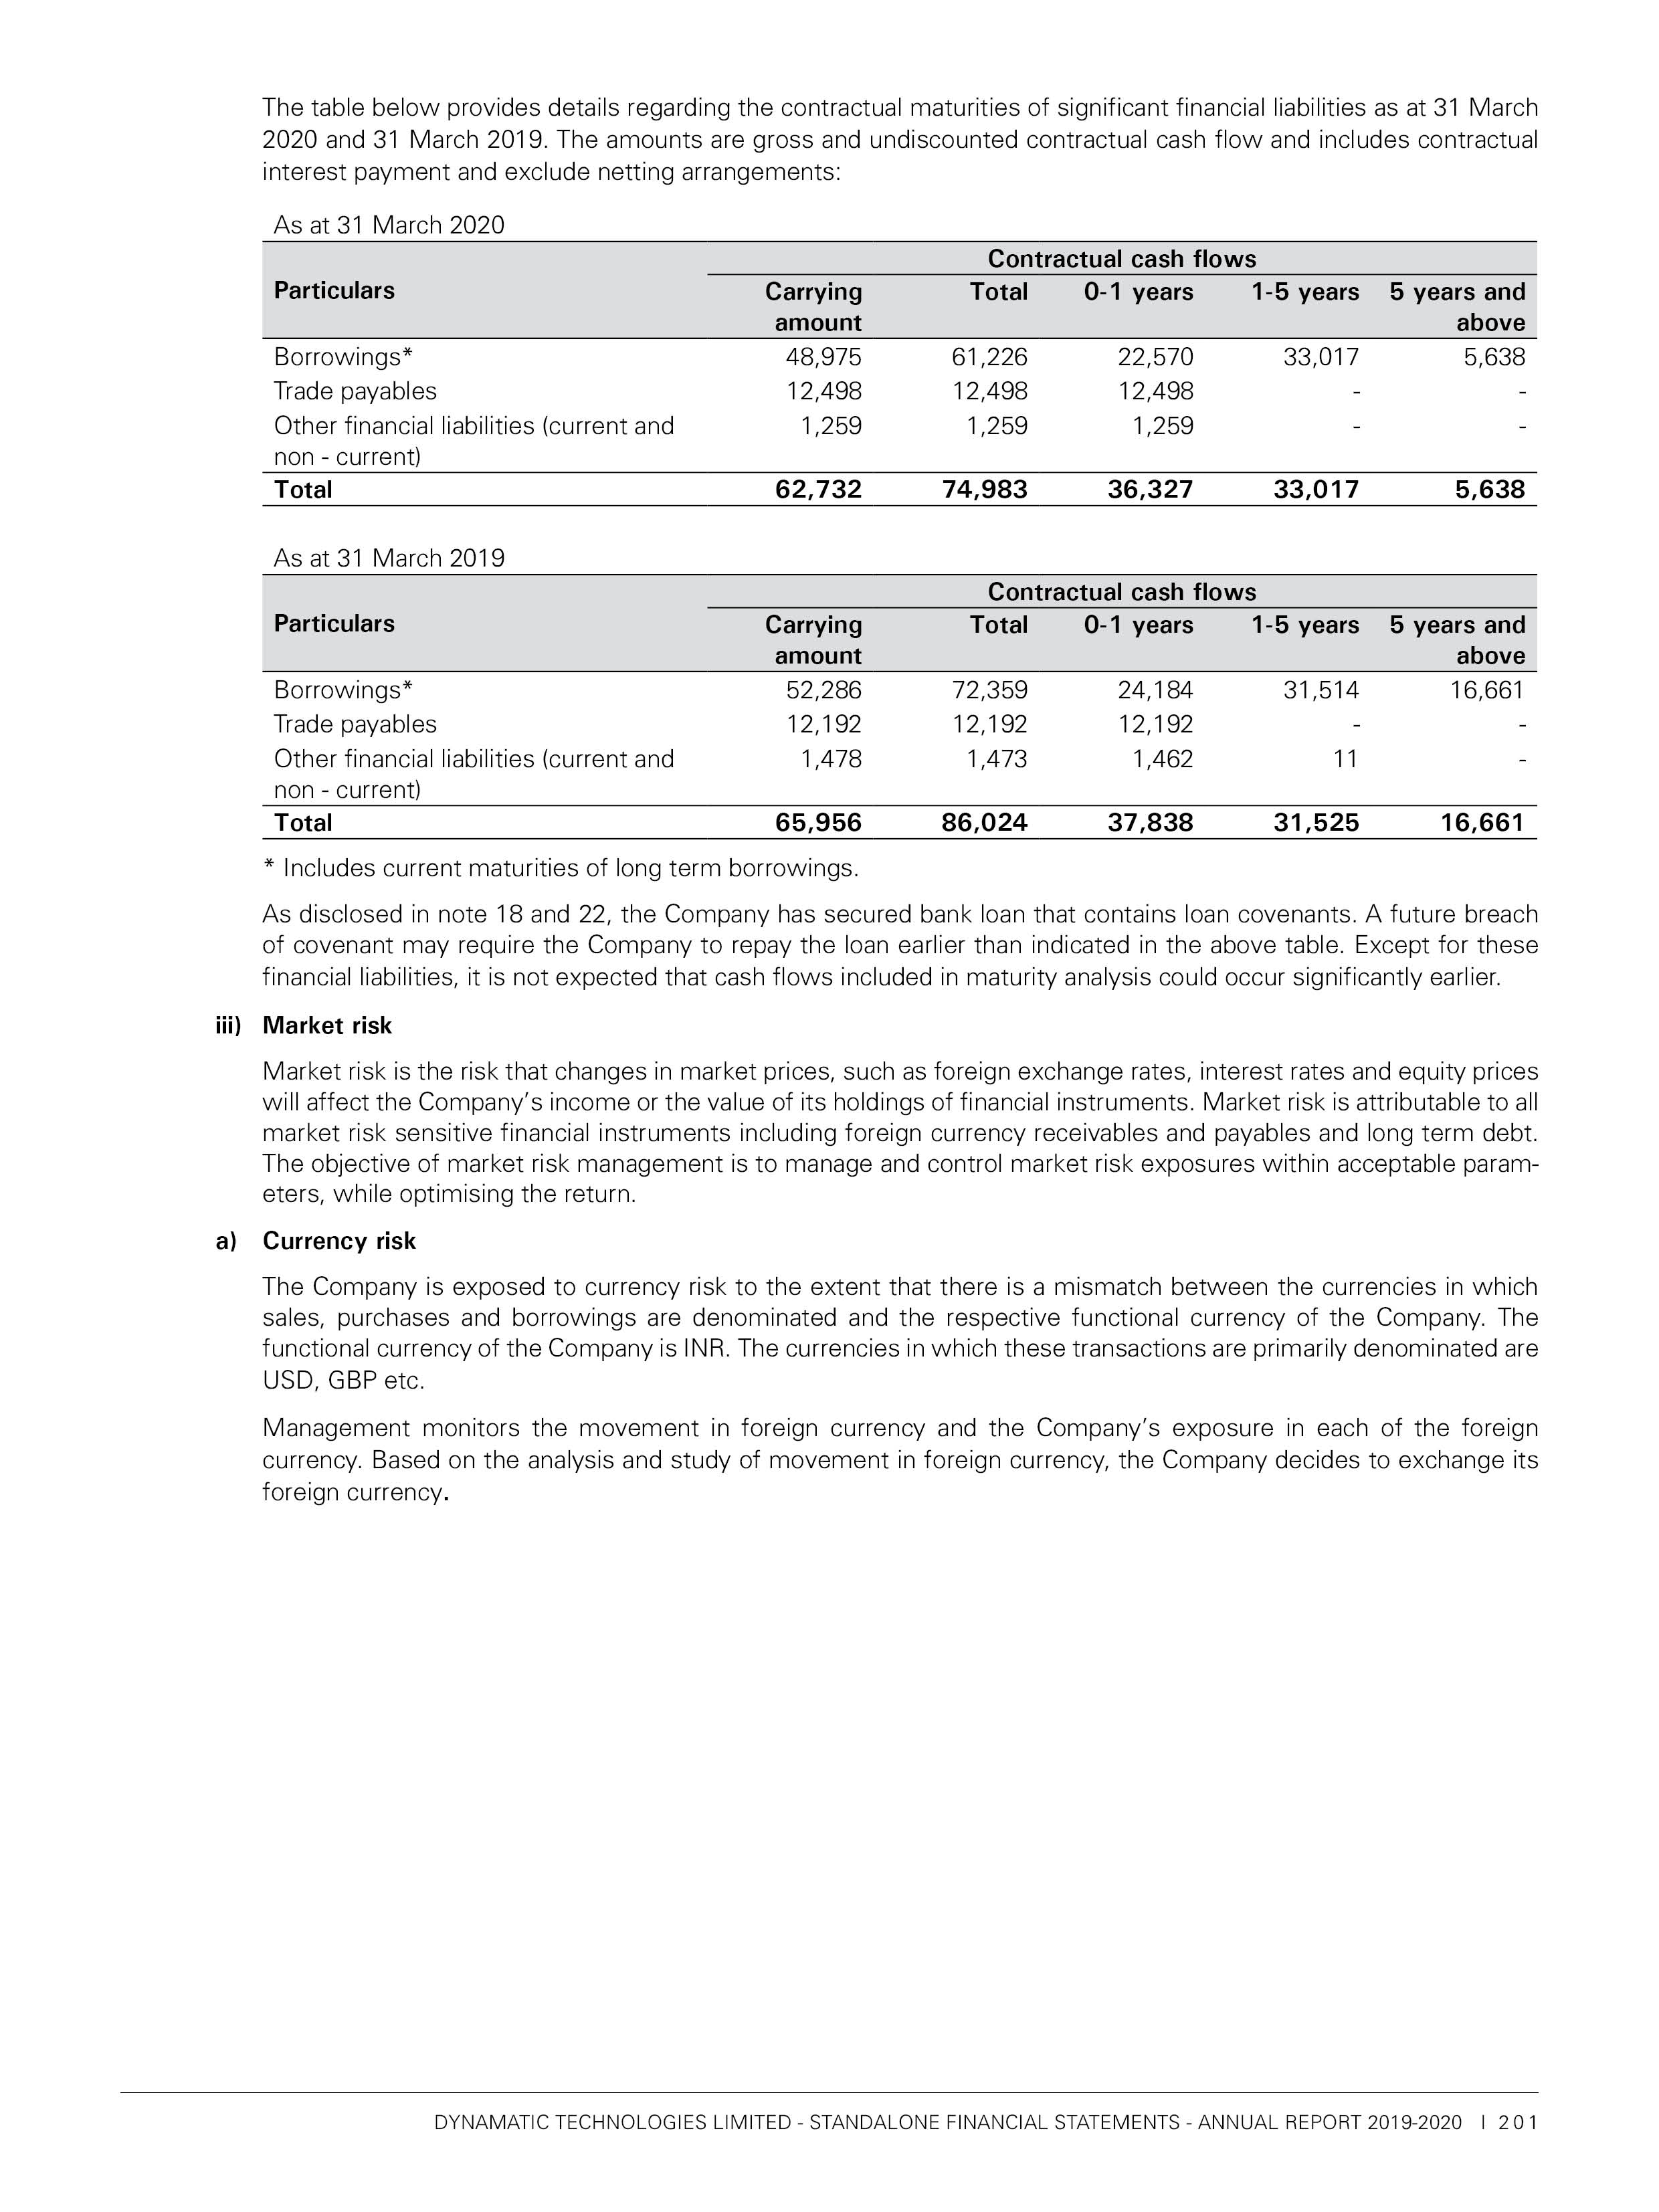 The table below provides details regarding the contractual maturities of significant financial liabilities as at 31 March
2020 and 31 March 2019. The amounts are gross and undiscounted contractual cash flow and includes contractual
interest payment and exclude netting arrangements:
As at 31 March 2020
Contractual cash flows
Particulars Carrying amount Total 0-1 years 1-5 years 5 years and above
Borrowings* 48,975 61,226 22,570 33,017 5,638
Trade payables 12,498 12,498 12,498 - -
Other financial liabilities (current and 1,259 1,259 1,259 - -
non - current)
Total 62,732 74,983 36,327 33,017 5,638
As at 31 March 2019
Contractual cash flows
Particulars Carrying amount Total 0-1 years 1-5 years 5 years and above
Borrowings* 52,286 72,359 24,184 31,514 16,661
Trade payables 12,192 12,192 12,192 - -
Other financial liabilities (current and 1,478 1,473 1,462 11 -
non - current)
Total 65,956 86,024 37,838 31,525 16,661
* Includes current maturities of long term borrowings.
As disclosed in note 18 and 22, the Company has secured bank loan that contains loan covenants. A future breach
of covenant may require the Company to repay the loan earlier than indicated in the above table. Except for these
financial liabilities, it is not expected that cash flows included in maturity analysis could occur significantly earlier.
iii) Market risk
Market risk is the risk that changes in market prices, such as foreign exchange rates, interest rates and equity prices
will affect the Company's income or the value of its holdings of financial instruments. Market risk is attributable to all
market risk sensitive financial instruments including foreign currency receivables and payables and long term debt.
The objective of market risk management is to manage and control market risk exposures within acceptable param-
eters, while optimising the return.
a) Currency risk
The Company is exposed to currency risk to the extent that there is a mismatch between the currencies in which
sales, purchases and borrowings are denominated and the respective functional currency of the Company. The
functional currency of the Company is INR. The currencies in which these transactions are primarily denominated are
USD, GBP etc.
Management monitors the movement in foreign currency and the Company's exposure in each of the foreign
currency. Based on the analysis and study of movement in foreign currency, the Company decides to exchange its
foreign currency.
DYNAMATIC TECHNOLOGIES LIMITED - STANDALONE FINANCIAL STATEMENTS - ANNUAL REPORT 2019-2020 | 201